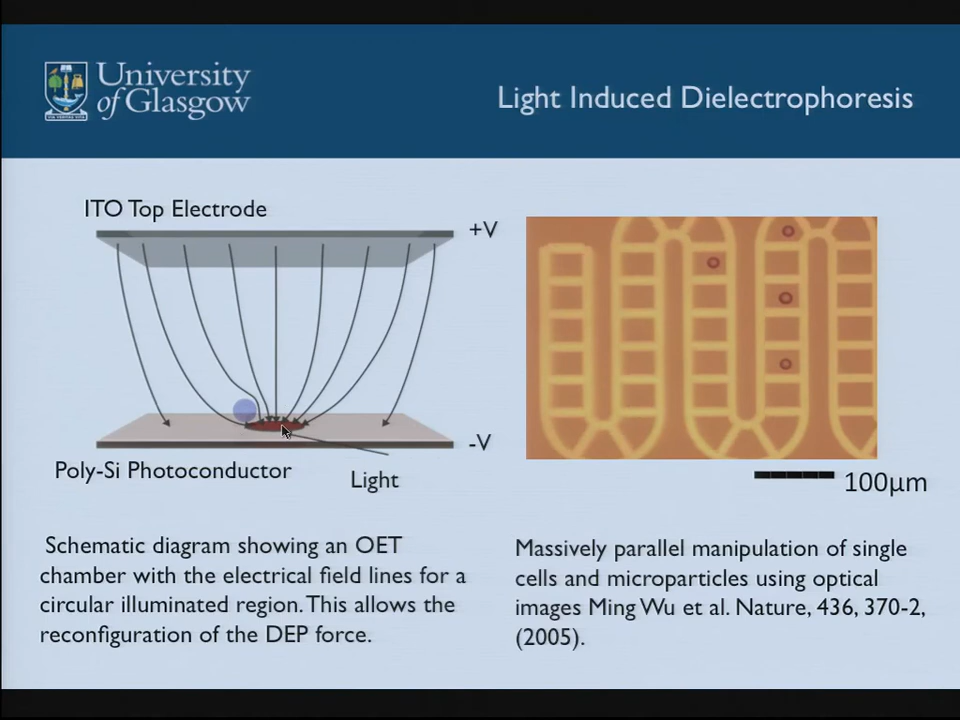 University
of Glasgow
Light Induced Dielectrophoresis
ITO Top Electrode
+V
-V
Poly-Si Photoconductor
Light
100µm
Schematic diagram showing an OET
chamber with the electrical field lines for a
circular illuminated region. This allows the
reconfiguration of the DEP force.
Massively parallel manipulation of single
cells and microparticles using optical
images Ming Wu et al. Nature, 436, 370-2,
(2005).